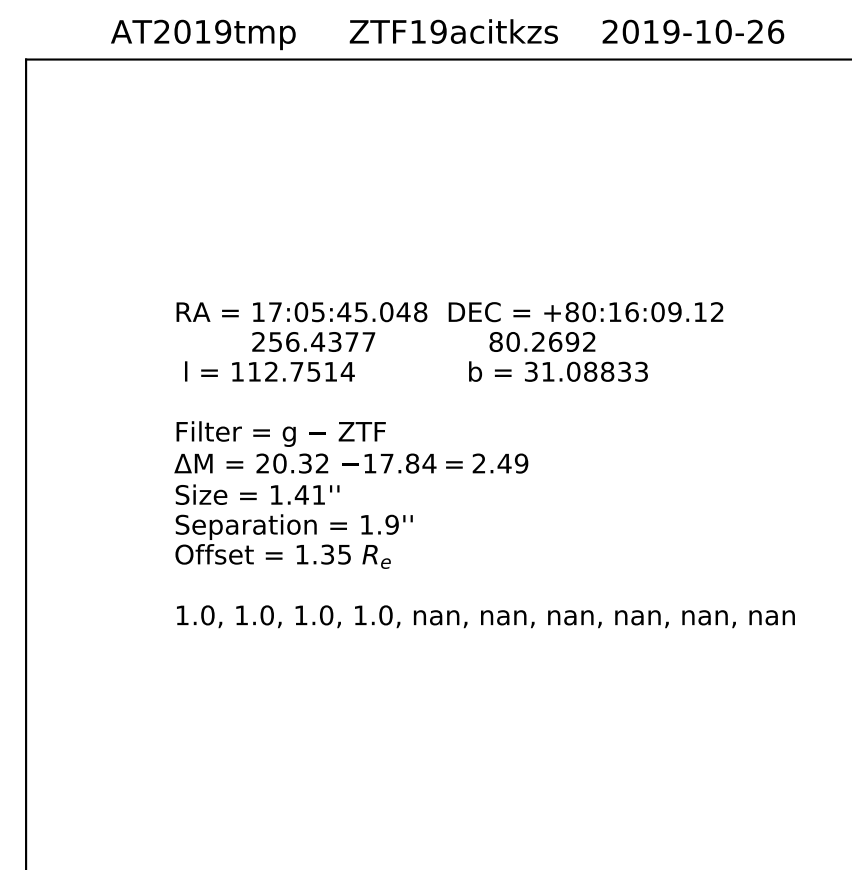 AT2019tmp ZTF19acitkzs 2019-10-26
RA = 17:05:45.048 DEC = +80:16:09.12
256.4377 80.2692
l = 112.7514 b = 31.08833
Filter = g − ZTF
ΔM = 20.32 −17.84 = 2.49
Size = 1.41''
Separation = 1.9''
Offset = 1.35 Rₑ
1.0, 1.0, 1.0, 1.0, nan, nan, nan, nan, nan, nan